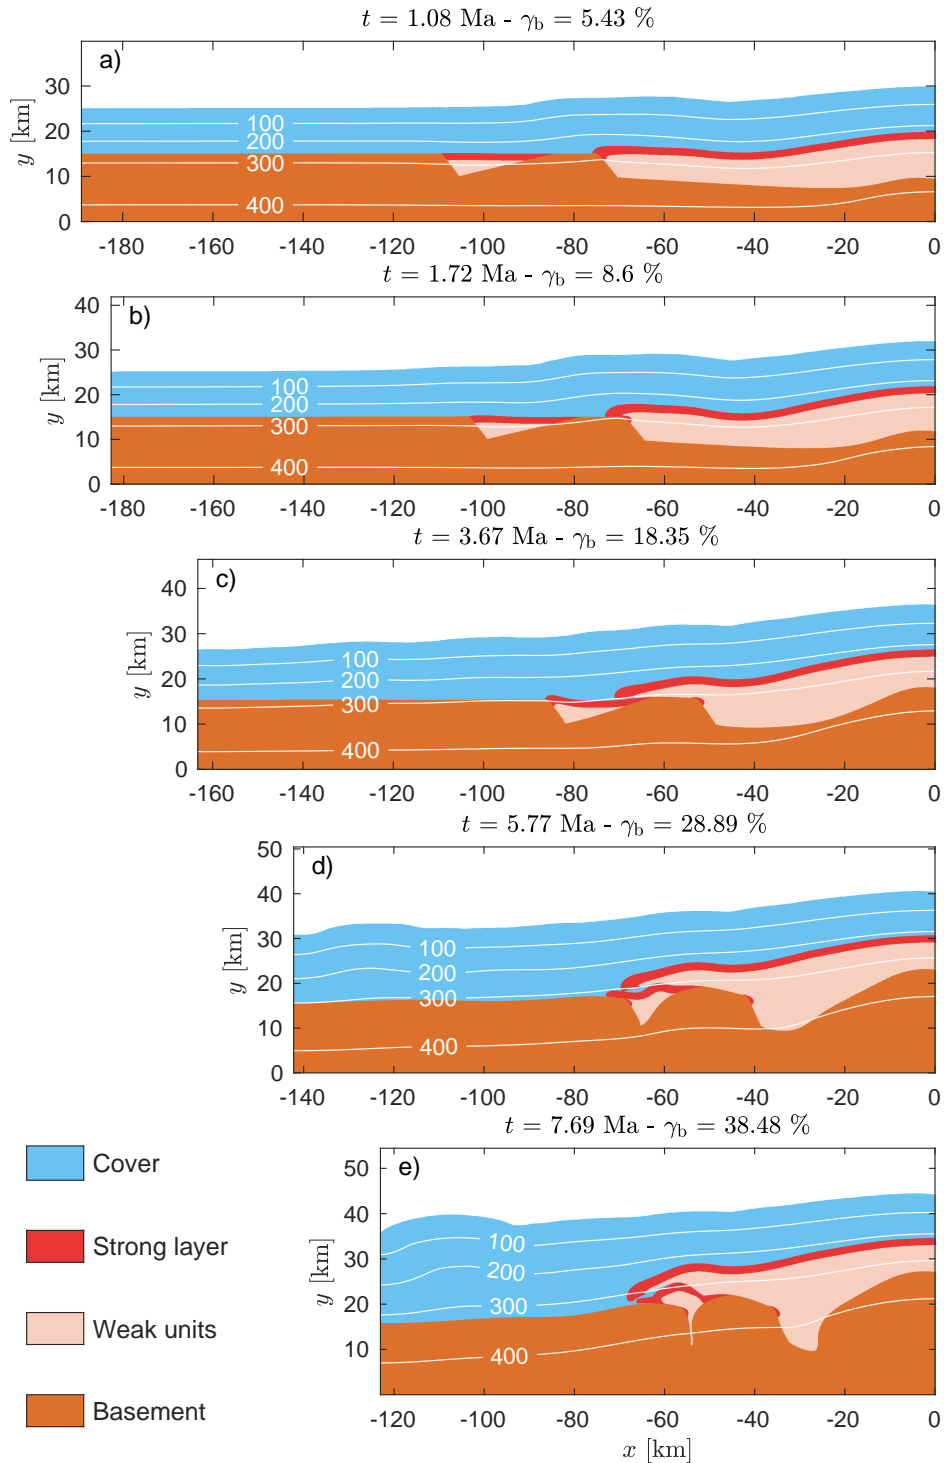 t = 1.08 Ma - γb = 5.43 %
a)
y [km]
30
20
10
0
100
200
300
400
-180 -160 -140 -120 -100 -80 -60 -40 -20 0
t = 1.72 Ma - γb = 8.6 %
b)
y [km]
40
30
20
10
0
100
200
300
400
-180 -160 -140 -120 -100 -80 -60 -40 -20 0
t = 3.67 Ma - γb = 18.35 %
c)
y [km]
40
30
20
10
0
100
200
300
400
-160 -140 -120 -100 -80 -60 -40 -20 0
t = 5.77 Ma - γb = 28.89 %
d)
y [km]
50
40
30
20
10
0
100
200
300
400
-140 -120 -100 -80 -60 -40 -20 0
t = 7.69 Ma - γb = 38.48 %
e)
y [km]
50
40
30
20
10
100
200
300
400
-120 -100 -80 -60 -40 -20 0
x [km]
Cover
Strong layer
Weak units
Basement